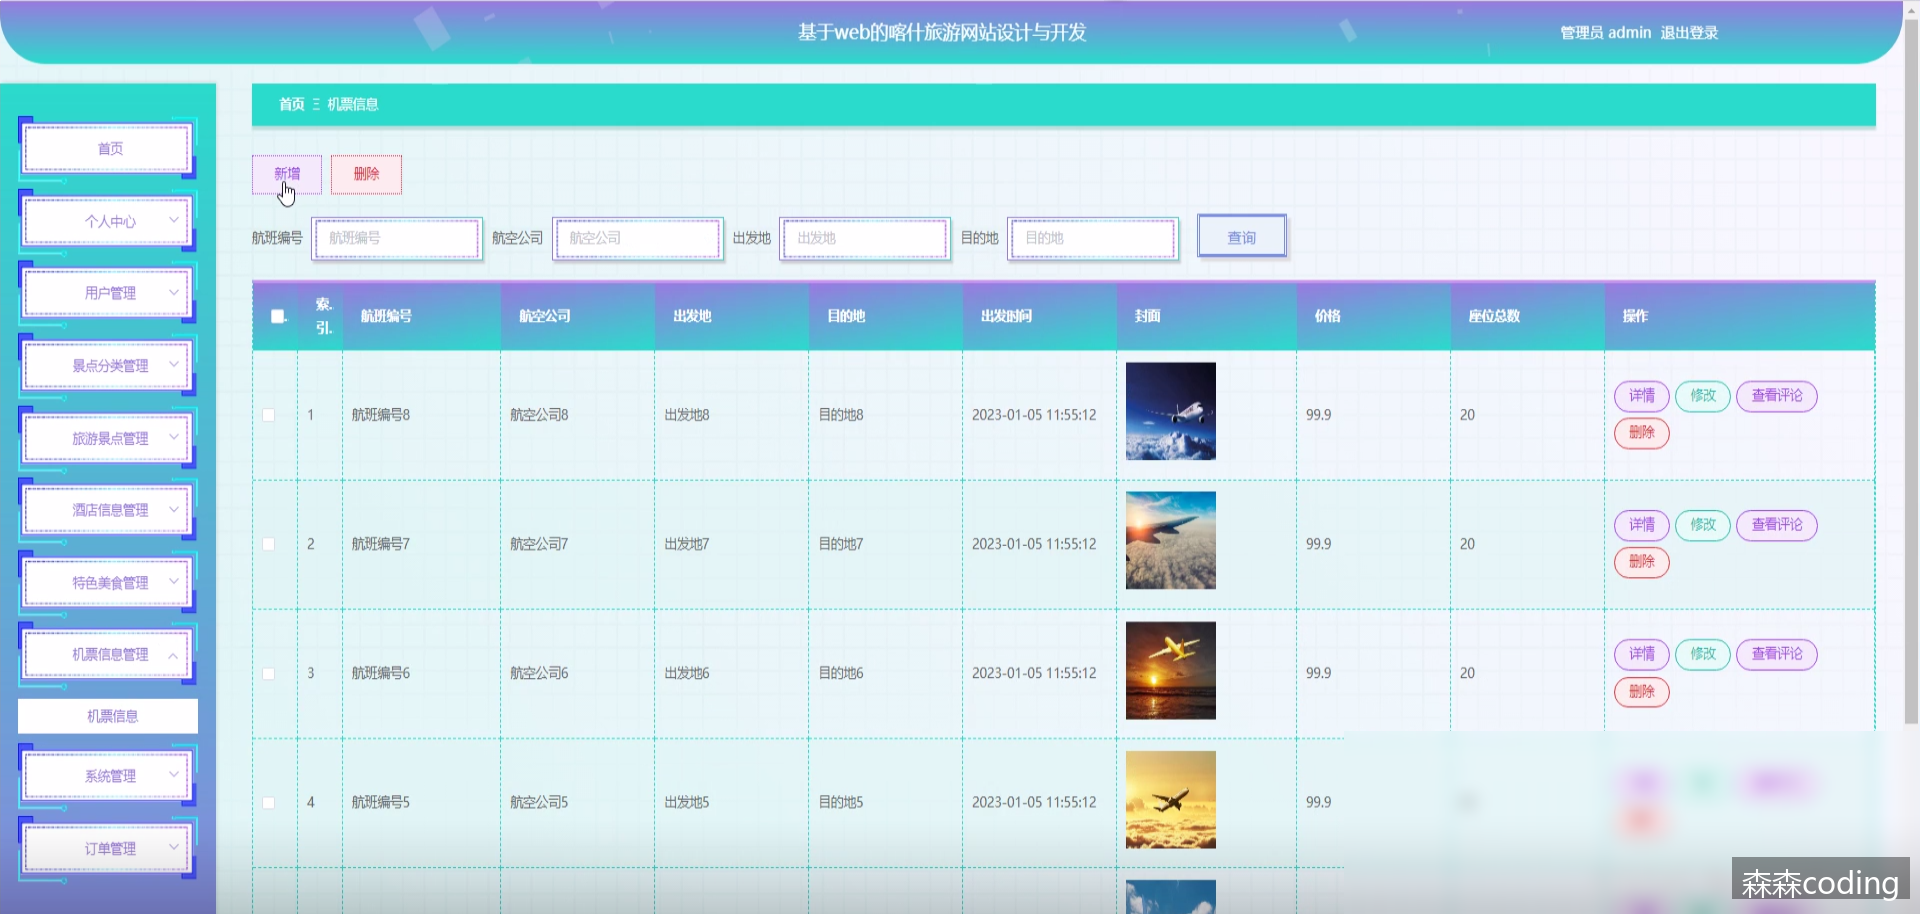 基于web的喀什旅游网站设计与开发
管理员 admin 退出登录
首页 机票信息
首页
个人中心
用户管理
景点分类管理
旅游景点管理
酒店信息管理
特色美食管理
机票信息管理
机票信息
系统管理
订单管理
新增 删除
航班编号 航班编号 航空公司 航空公司 出发地 出发地 目的地 目的地 查询
索引. 航班编号 航空公司 出发地 目的地 出发时间 封面 价格 座位总数 操作
1 航班编号8 航空公司8 出发地8 目的地8 2023-01-05 11:55:12 99.9 20 详情 修改 查看评论 删除
2 航班编号7 航空公司7 出发地7 目的地7 2023-01-05 11:55:12 99.9 20 详情 修改 查看评论 删除
3 航班编号6 航空公司6 出发地6 目的地6 2023-01-05 11:55:12 99.9 20 详情 修改 查看评论 删除
4 航班编号5 航空公司5 出发地5 目的地5 2023-01-05 11:55:12 99.9
森森coding